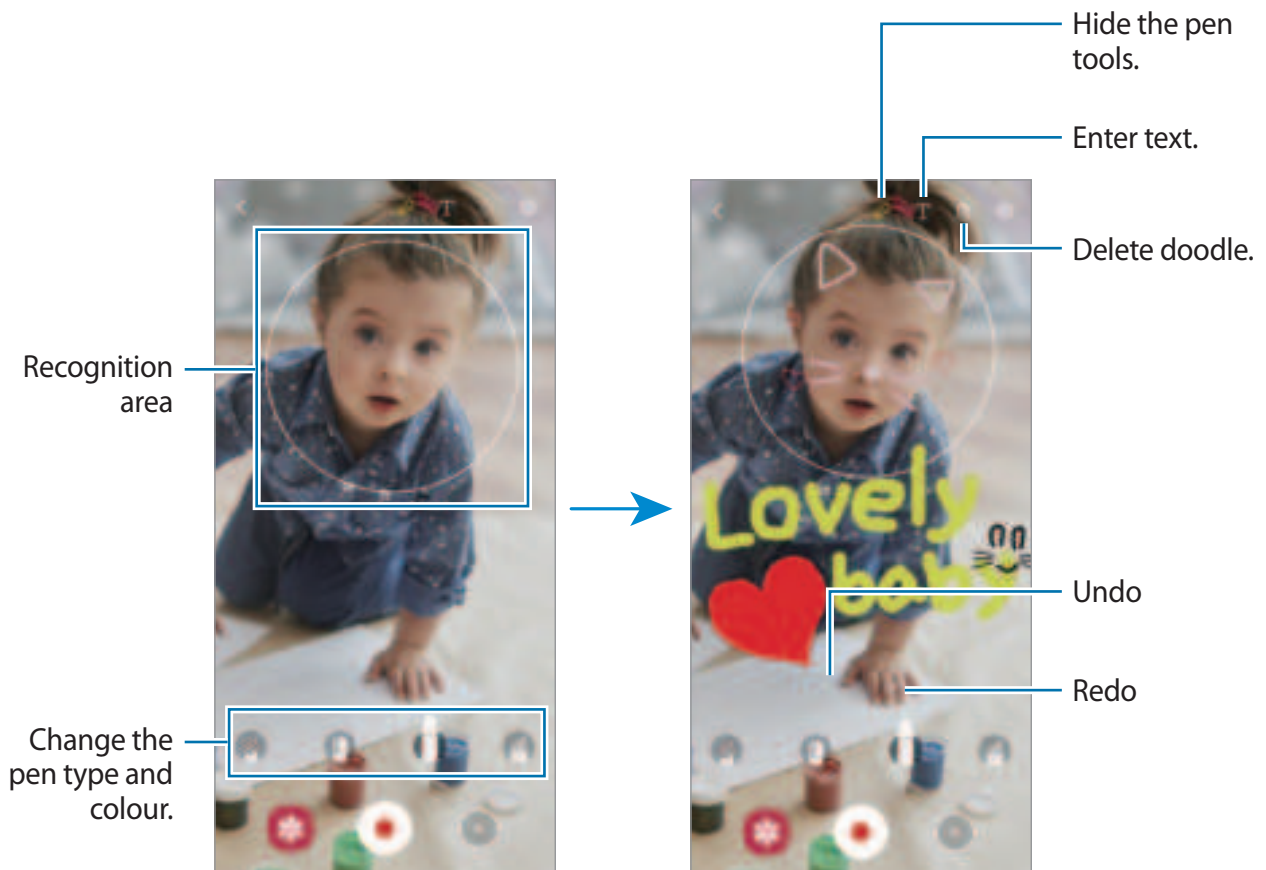 Hide the pen
tools.
Enter text.
T
T
Delete doodle.
Recognition
area
Lovely
baby
Undo
Redo
Change the
pen type and
colour.